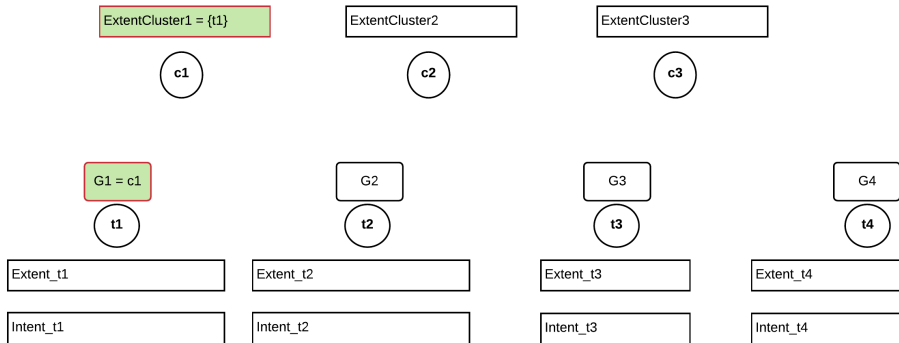 ExtentCluster1 = {t1}
ExtentCluster2
ExtentCluster3
c1
c2
c3
G1 = c1
G2
G3
G4
t1
t2
t3
t4
Extent_t1
Extent_t2
Extent_t3
Extent_t4
Intent_t1
Intent_t2
Intent_t3
Intent_t4